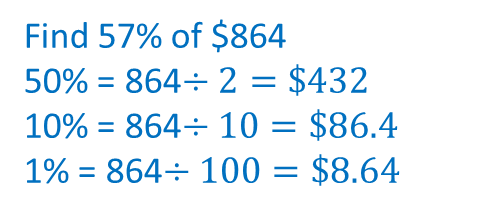 Find 57% of $864
50% = 864÷ 2 = $432
10% = 864÷ 10 = $86.4
1% = 864÷ 100 = $8.64